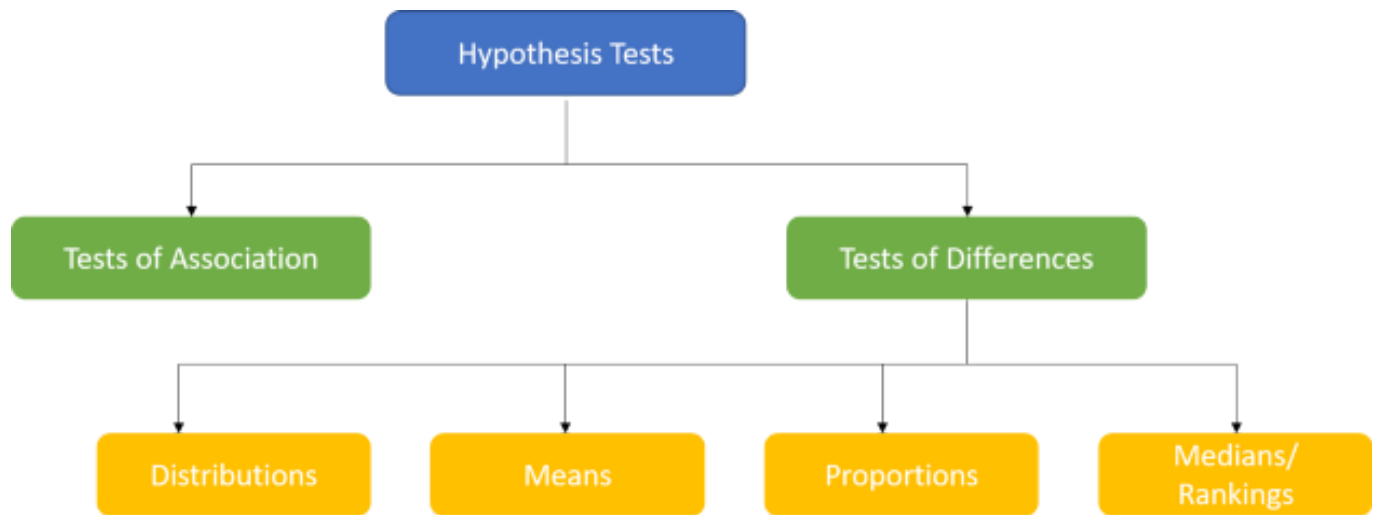 Hypothesis Tests
Tests of Association
Tests of Differences
Distributions
Means
Proportions
Medians/
Rankings